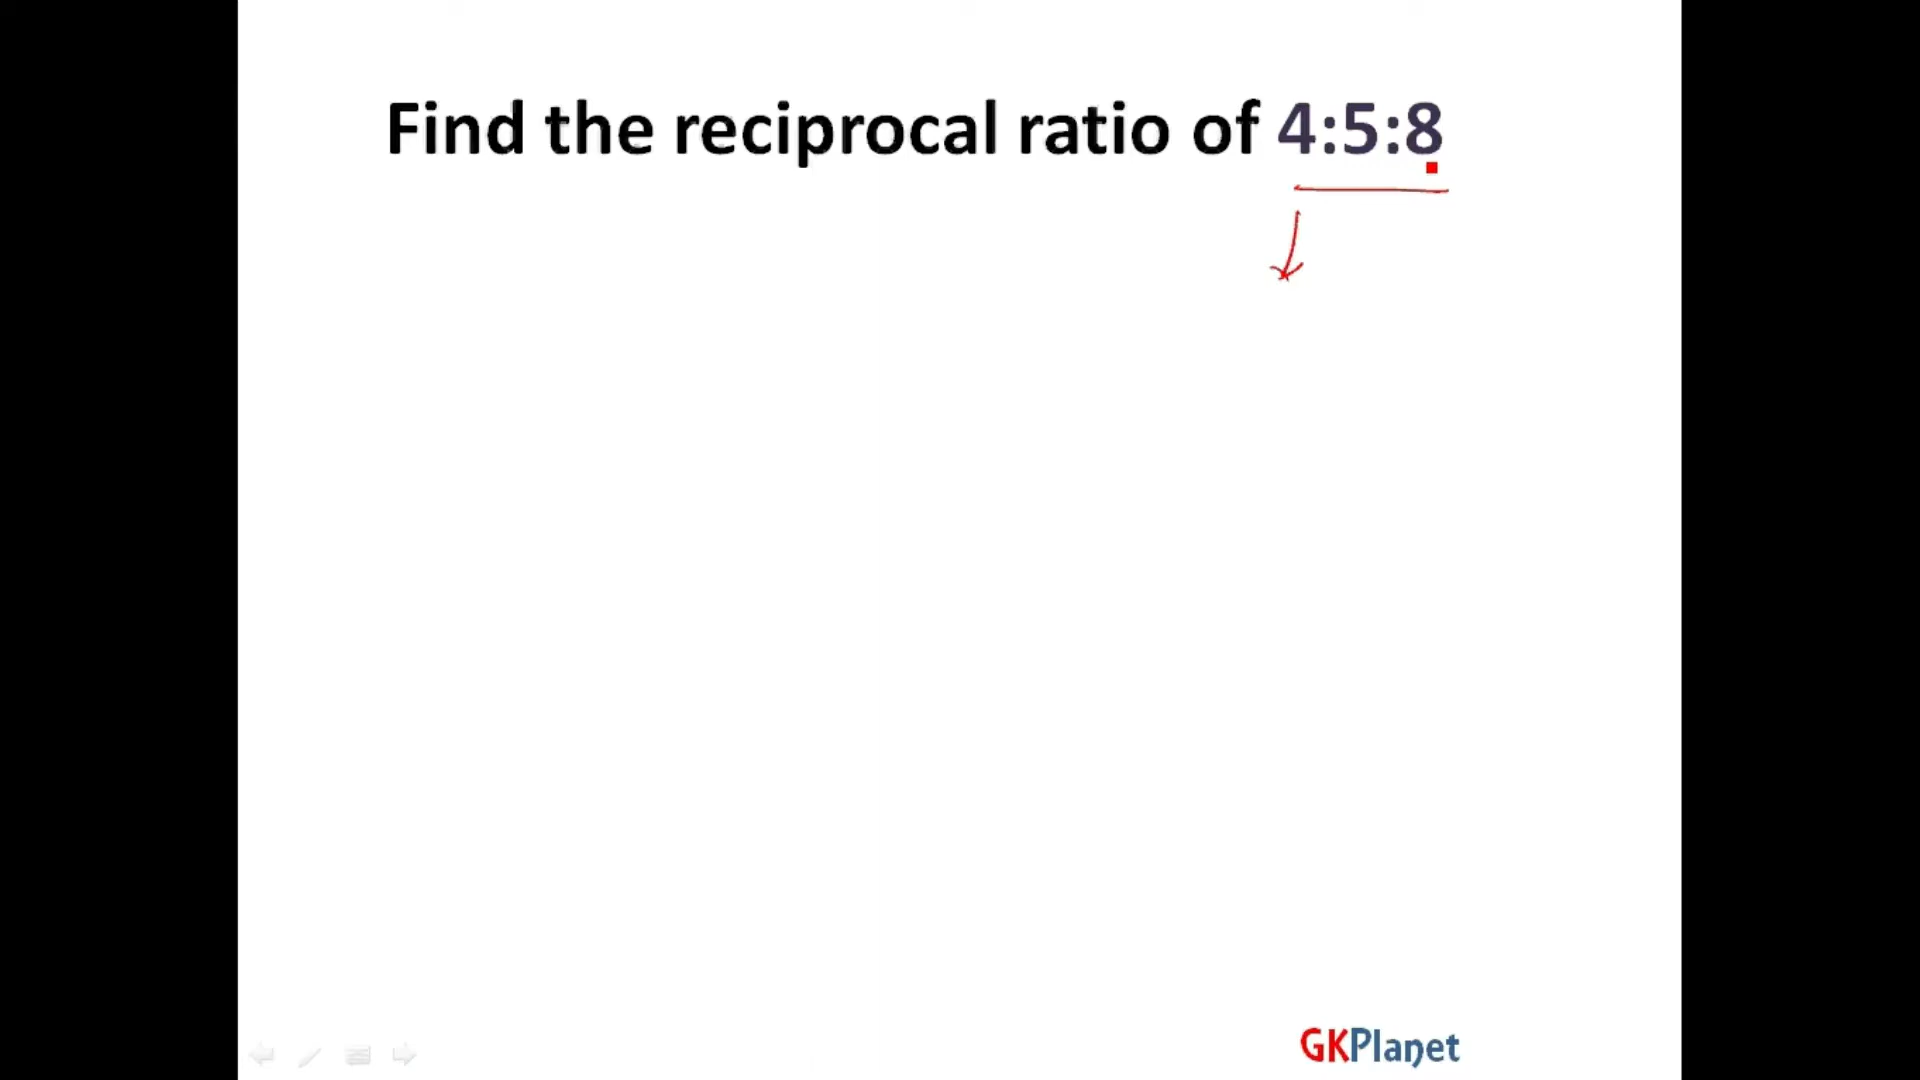 Find the reciprocal ratio of 4:5:8
GKPlanet